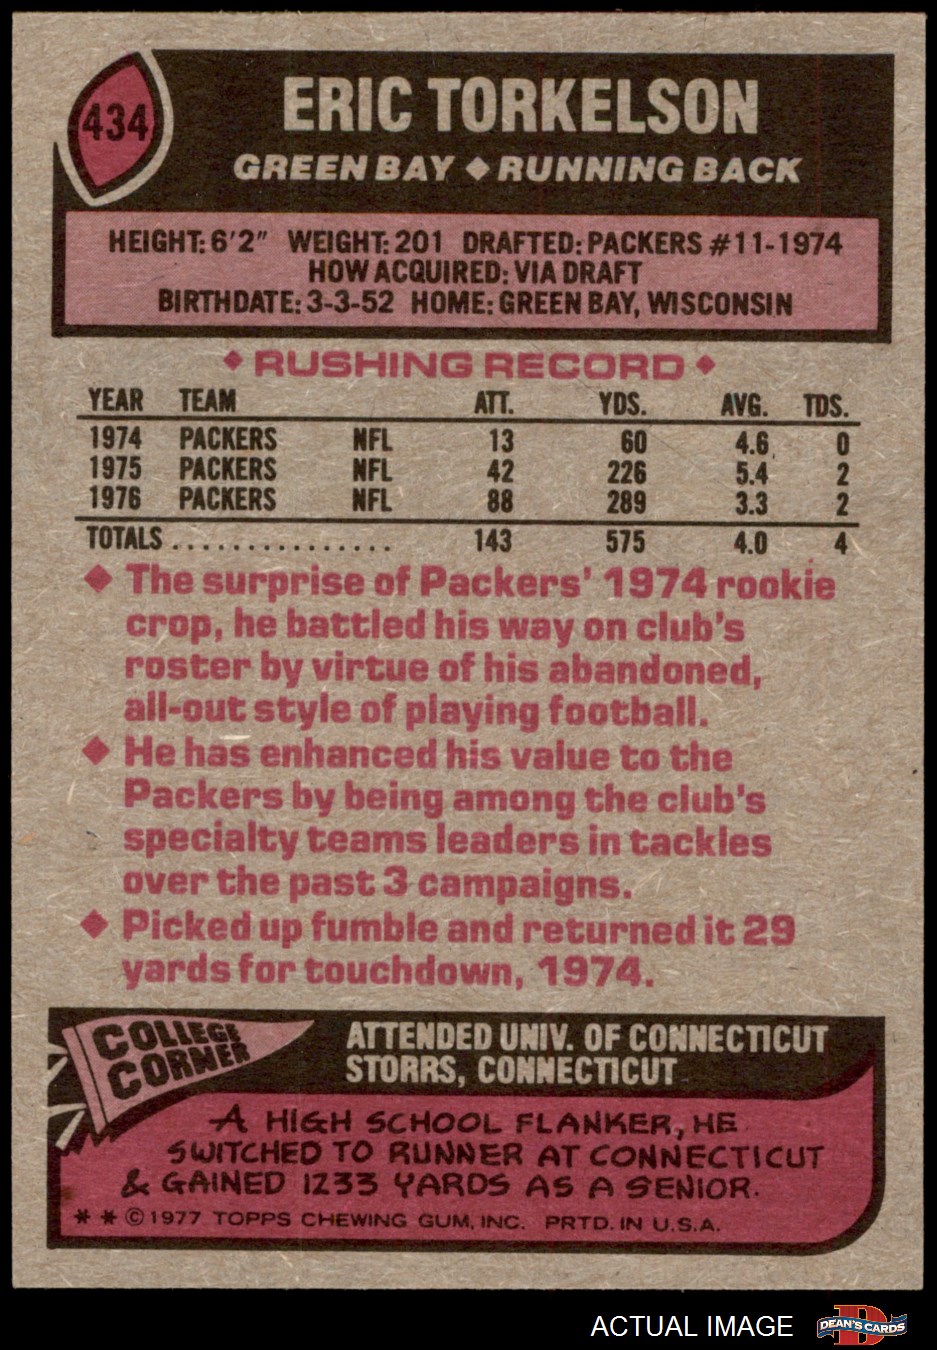 434
ERIC TORKELSON
GREEN BAY ◆ RUNNING BACK
HEIGHT: 6'2" WEIGHT: 201 DRAFTED: PACKERS #11-1974
HOW ACQUIRED: VIA DRAFT
BIRTHDATE: 3-3-52 HOME: GREEN BAY, WISCONSIN
◆ RUSHING RECORD ◆
YEAR TEAM ATT. YDS. AVG. TDS.
1974 PACKERS NFL 13 60 4.6 0
1975 PACKERS NFL 42 226 5.4 2
1976 PACKERS NFL 88 289 3.3 2
TOTALS ............... 143 575 4.0 4
◆ The surprise of Packers' 1974 rookie
crop, he battled his way on club's
roster by virtue of his abandoned,
all-out style of playing football.
◆ He has enhanced his value to the
Packers by being among the club's
specialty teams leaders in tackles
over the past 3 campaigns.
◆ Picked up fumble and returned it 29
yards for touchdown, 1974.
COLLEGE
CORNER
ATTENDED UNIV. OF CONNECTICUT
STORRS, CONNECTICUT
A HIGH SCHOOL FLANKER, HE
SWITCHED TO RUNNER AT CONNECTICUT
& GAINED 1233 YARDS AS A SENIOR.
* * © 1977 TOPPS CHEWING GUM, INC. PRTD. IN U.S.A.
ACTUAL IMAGE
D
DEAN'S CARDS